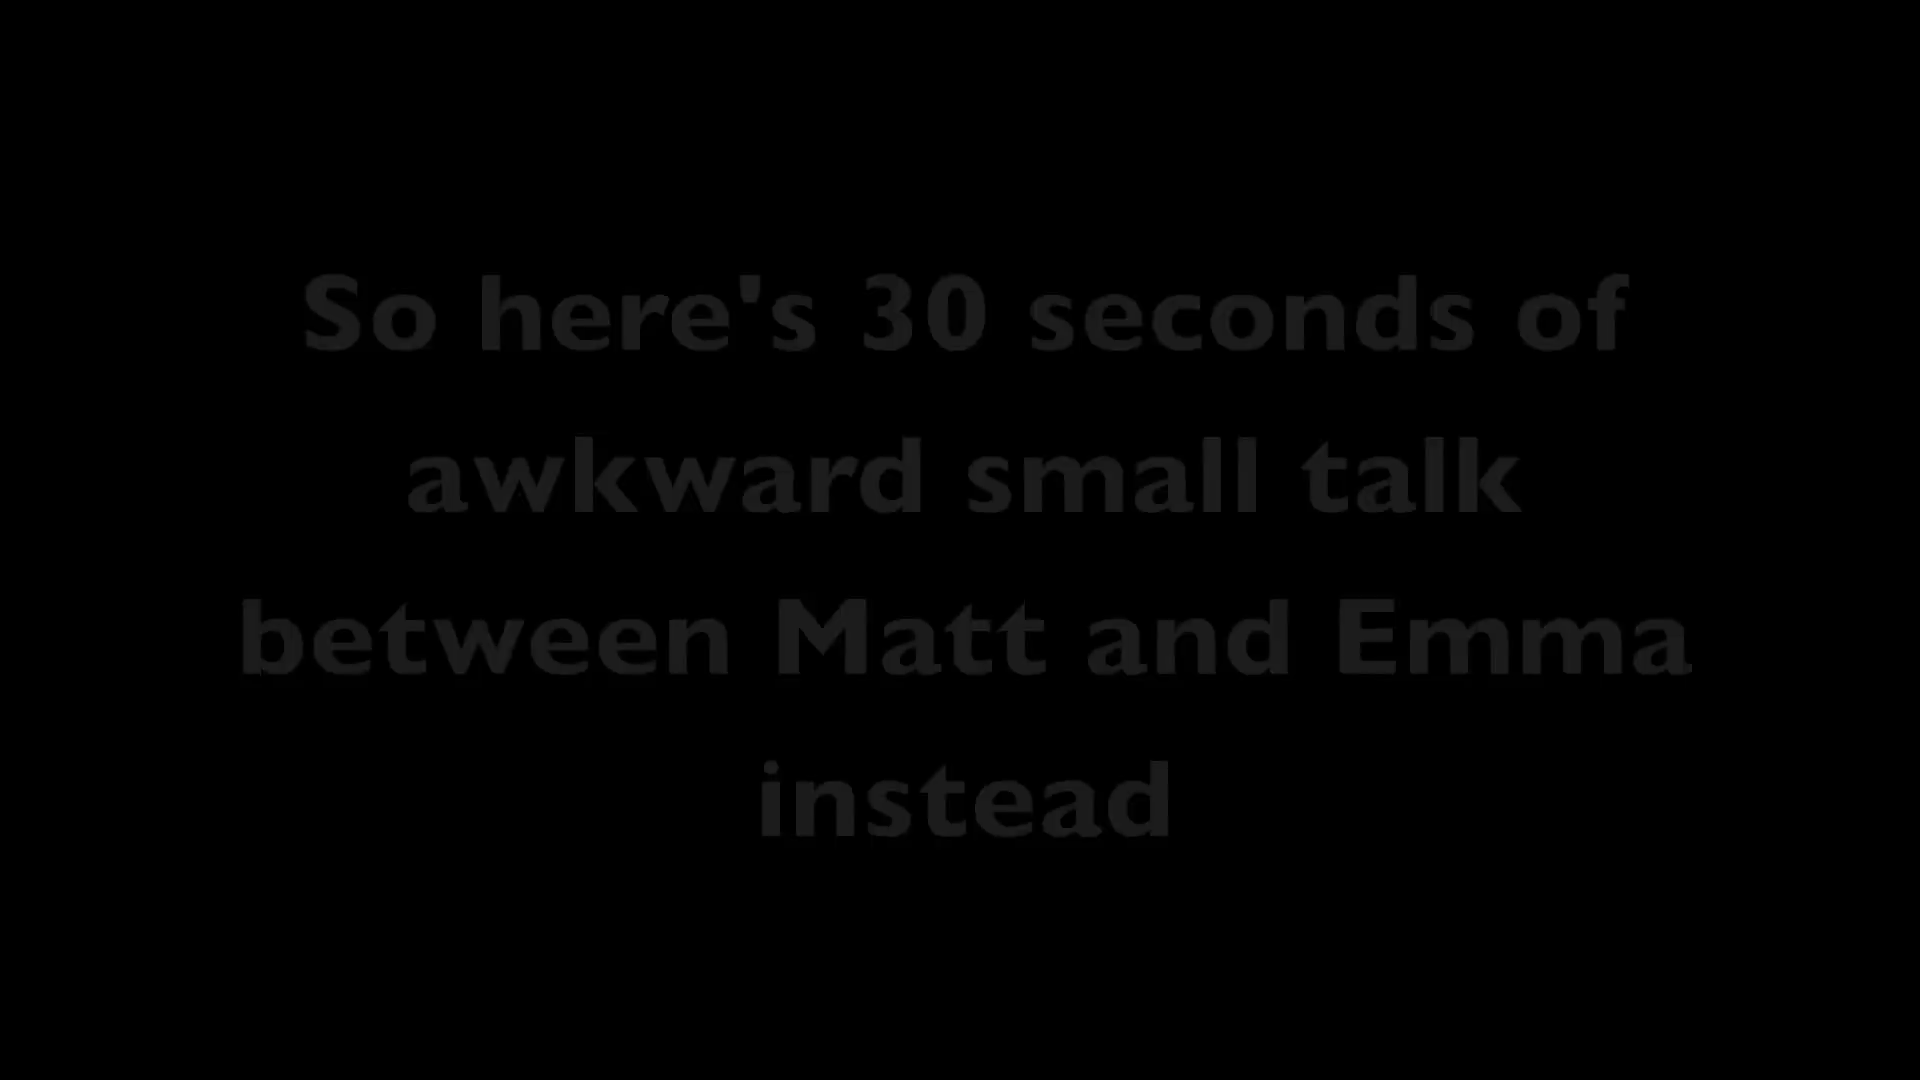 So here's 30 seconds of
awkward small talk
between Matt and Emma
instead